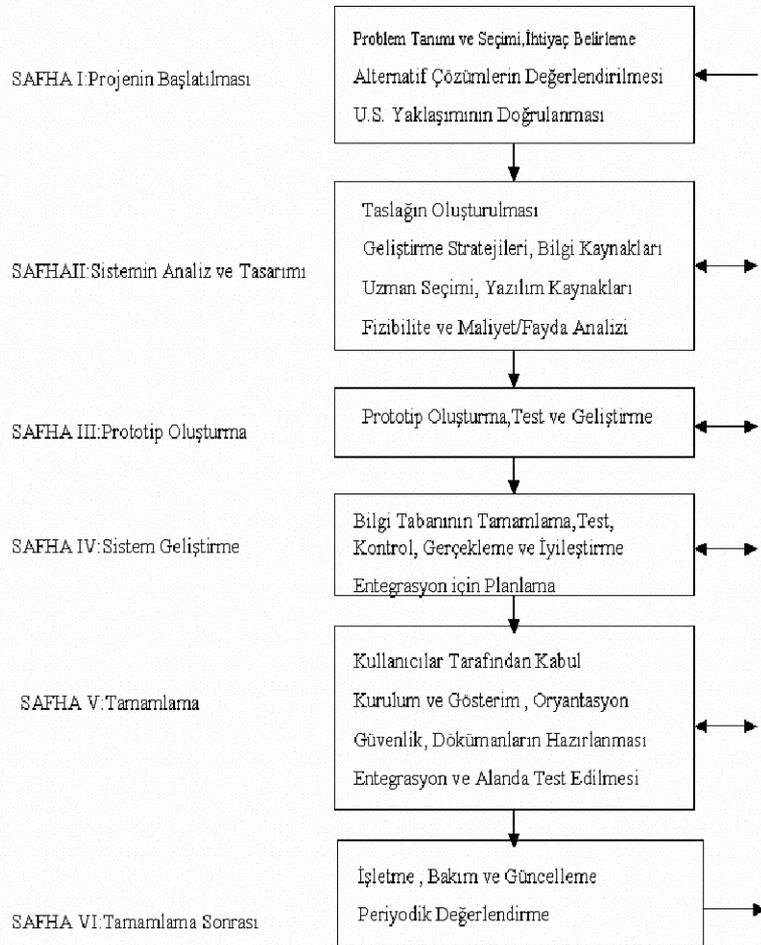 Problem Tanımı ve Seçimi,İhtiyaç Belirleme
SAFHA I:Projenin Başlatılması
Alternatif Çözümlerin Değerlendirilmesi
U.S. Yaklaşımının Doğrulanması
Taslağın Oluşturulması
Geliştirme Stratejileri, Bilgi Kaynakları
SAFHAII:Sistemin Analiz ve Tasarımı
Uzman Seçimi, Yazılım Kaynakları
Fizibilite ve Maliyet/Fayda Analizi
SAFHA III:Prototip Oluşturma
Prototip Oluşturma,Test ve Geliştirme
SAFHA IV:Sistem Geliştirme
Bilgi Tabanının Tamamlama,Test,
Kontrol, Gerçekleme ve İyileştirme
Entegrasyon için Planlama
Kullanıcılar Tarafından Kabul
SAFHA V:Tamamlama
Kurulum ve Gösterim , Oryantasyon
Güvenlik, Dökümanların Hazırlanması
Entegrasyon ve Alanda Test Edilmesi
İşletme , Bakım ve Güncelleme
SAFHA VI:Tamamlama Sonrası
Periyodik Değerlendirme